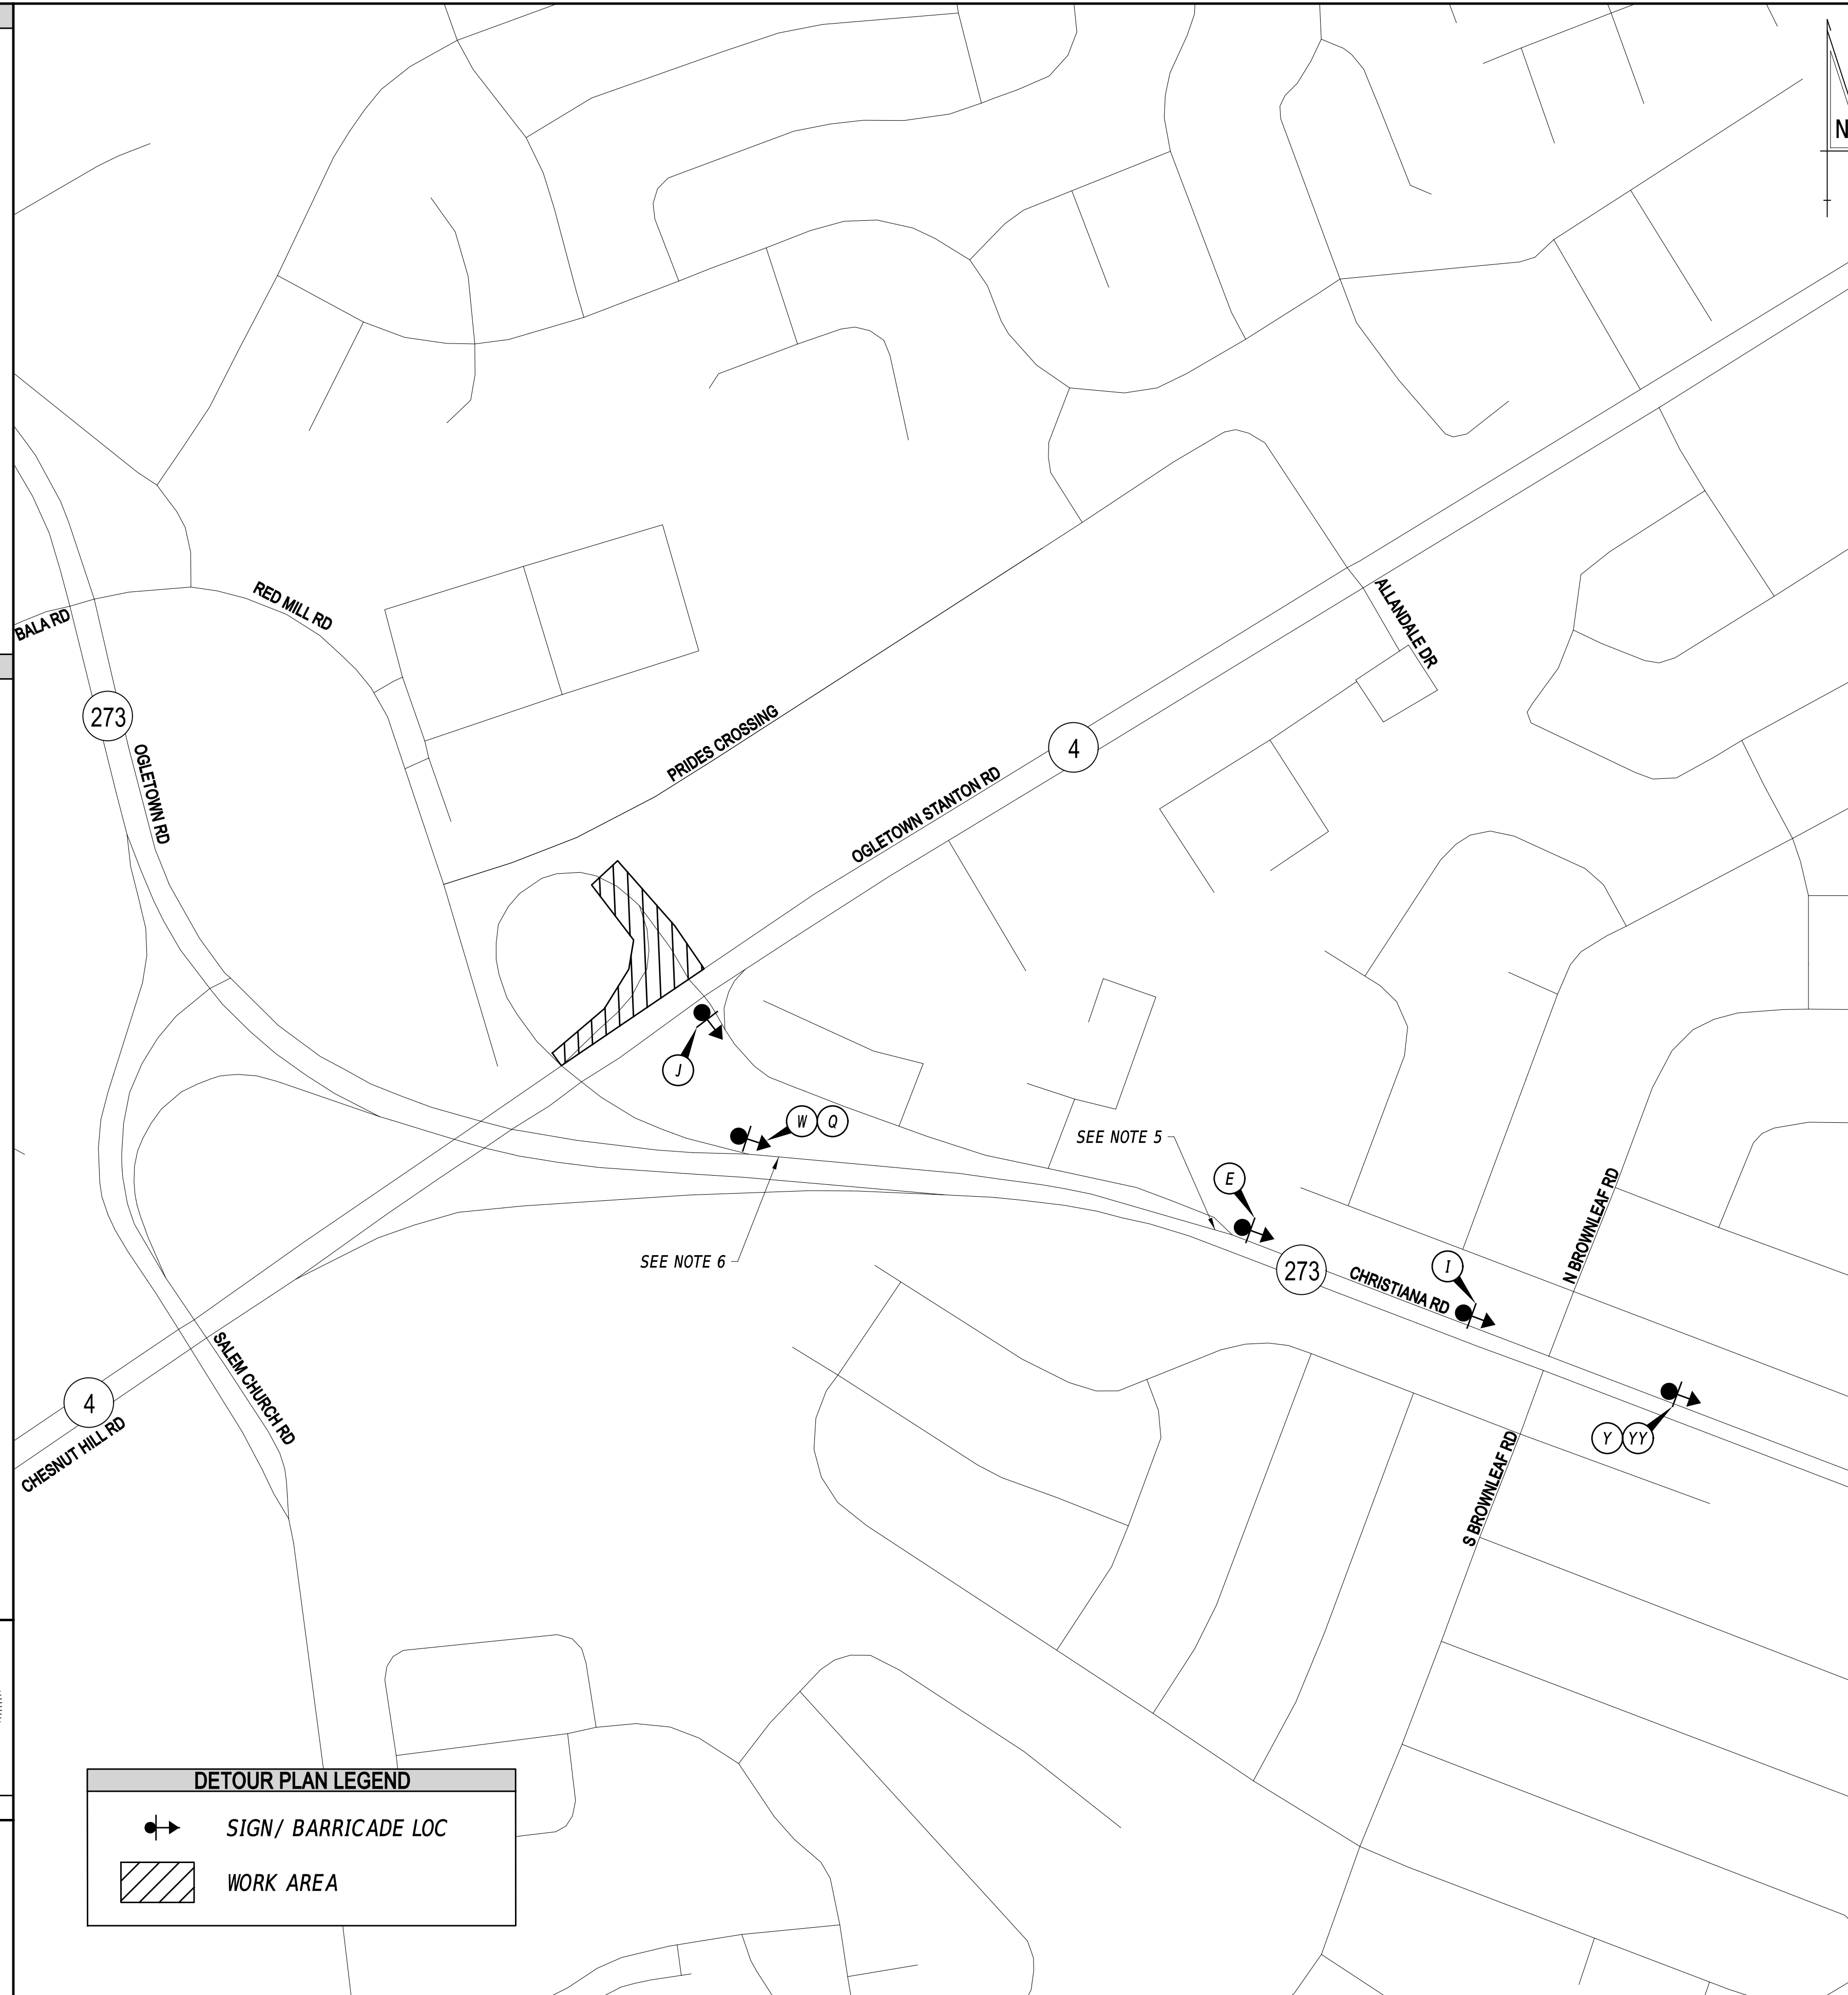 N
RED MILL RD
BALA RD
ALLANDALE DR
273
PRIDES CROSSING
4
OGLETOWN RD
OGLETOWN STANTON RD
J
W Q
SEE NOTE 5
E
N BROWNLEAF RD
SEE NOTE 6
273
CHRISTIANA RD
I
SALEM CHURCH RD
4
CHESNUT HILL RD
Y YY
S BROWNLEAF RD
DETOUR PLAN LEGEND
SIGN/ BARRICADE LOC
WORK AREA